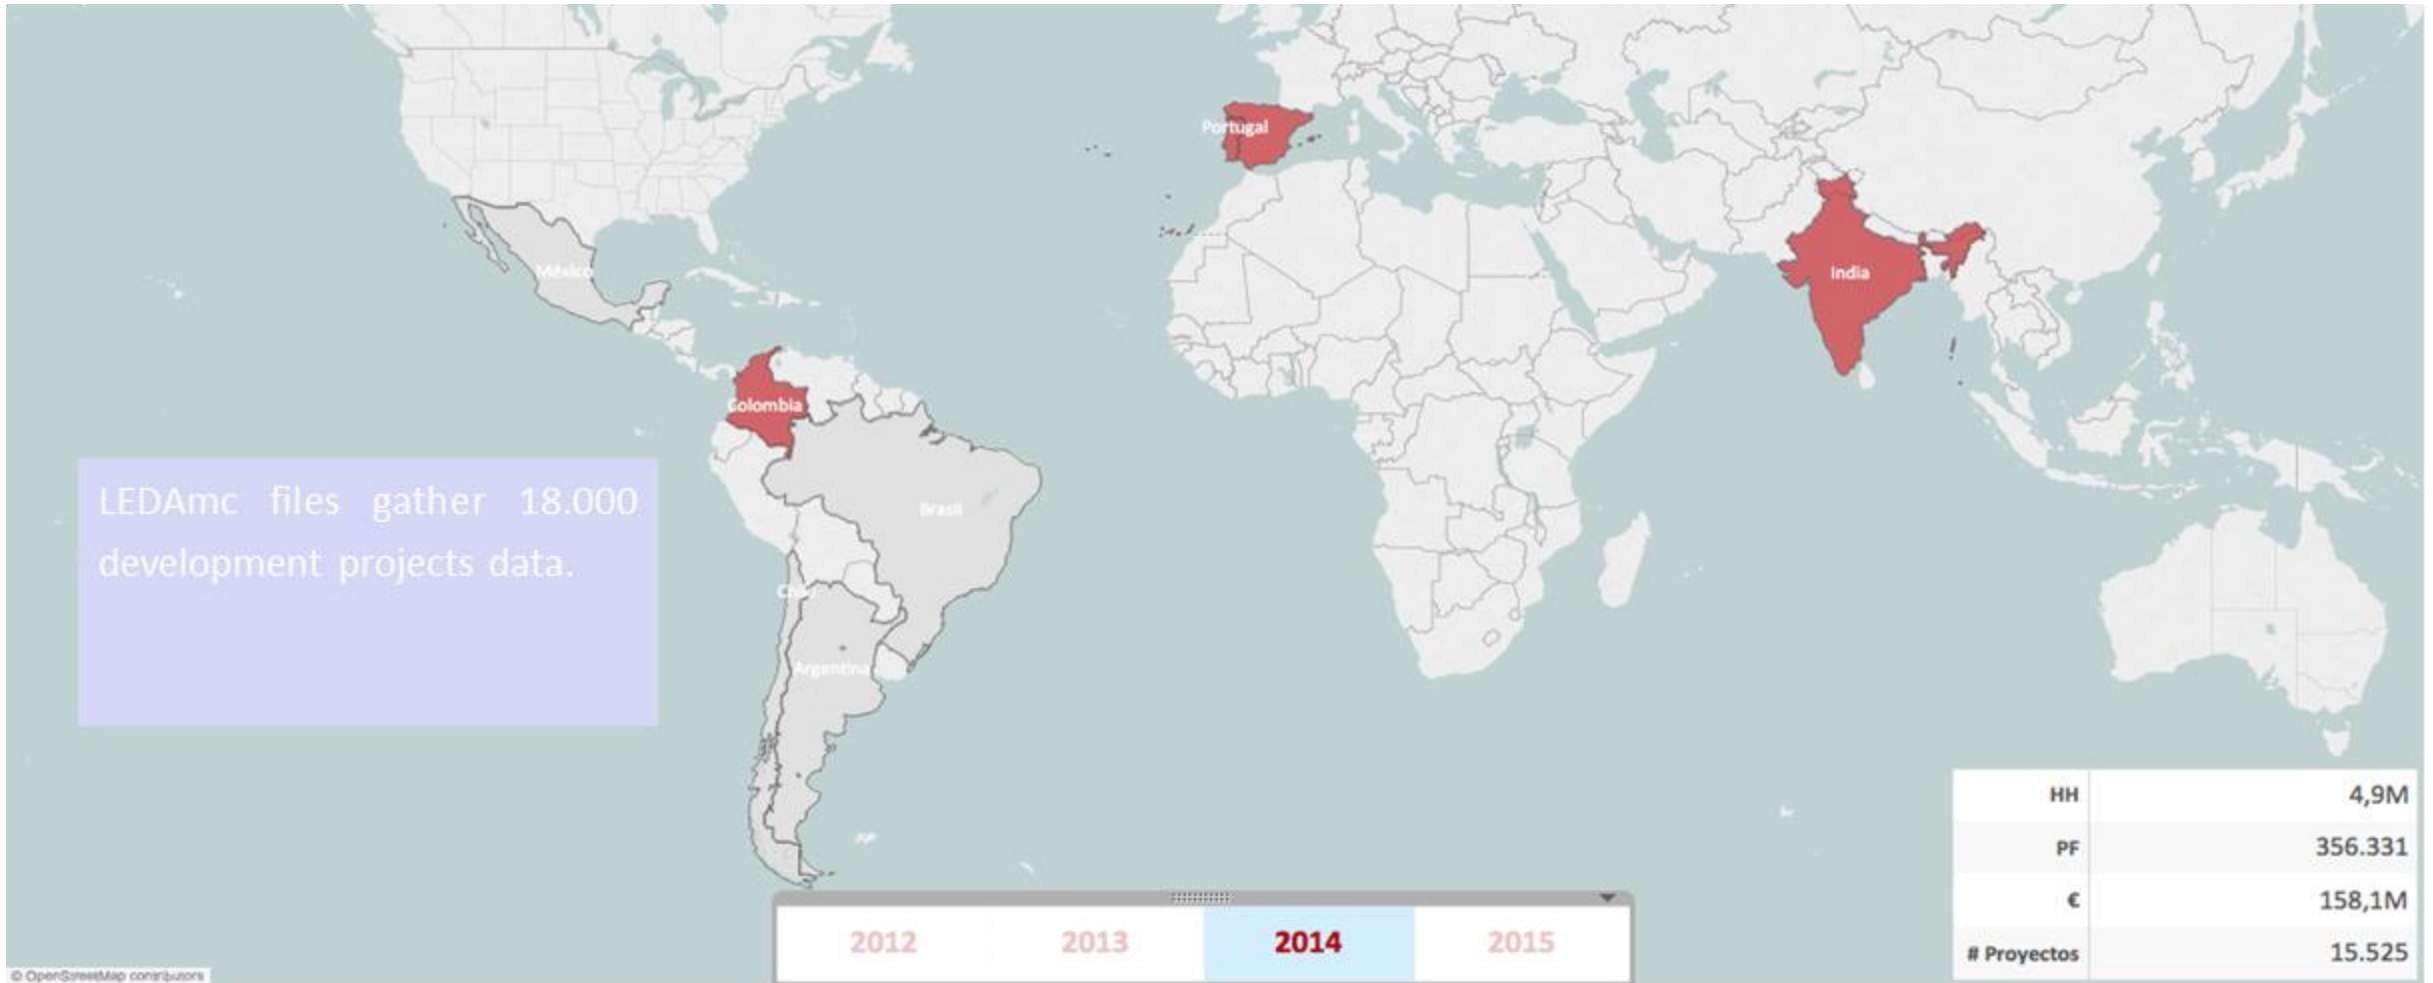 Portugal
India
México
Colombia
Brasil
Argentina
LEDAmc files gather 18.000
development projects data.
HH 4,9M
PF 356.331
€ 158,1M
# Proyectos 15.525
2012 2013 2014 2015
© OpenStreetMap contributors